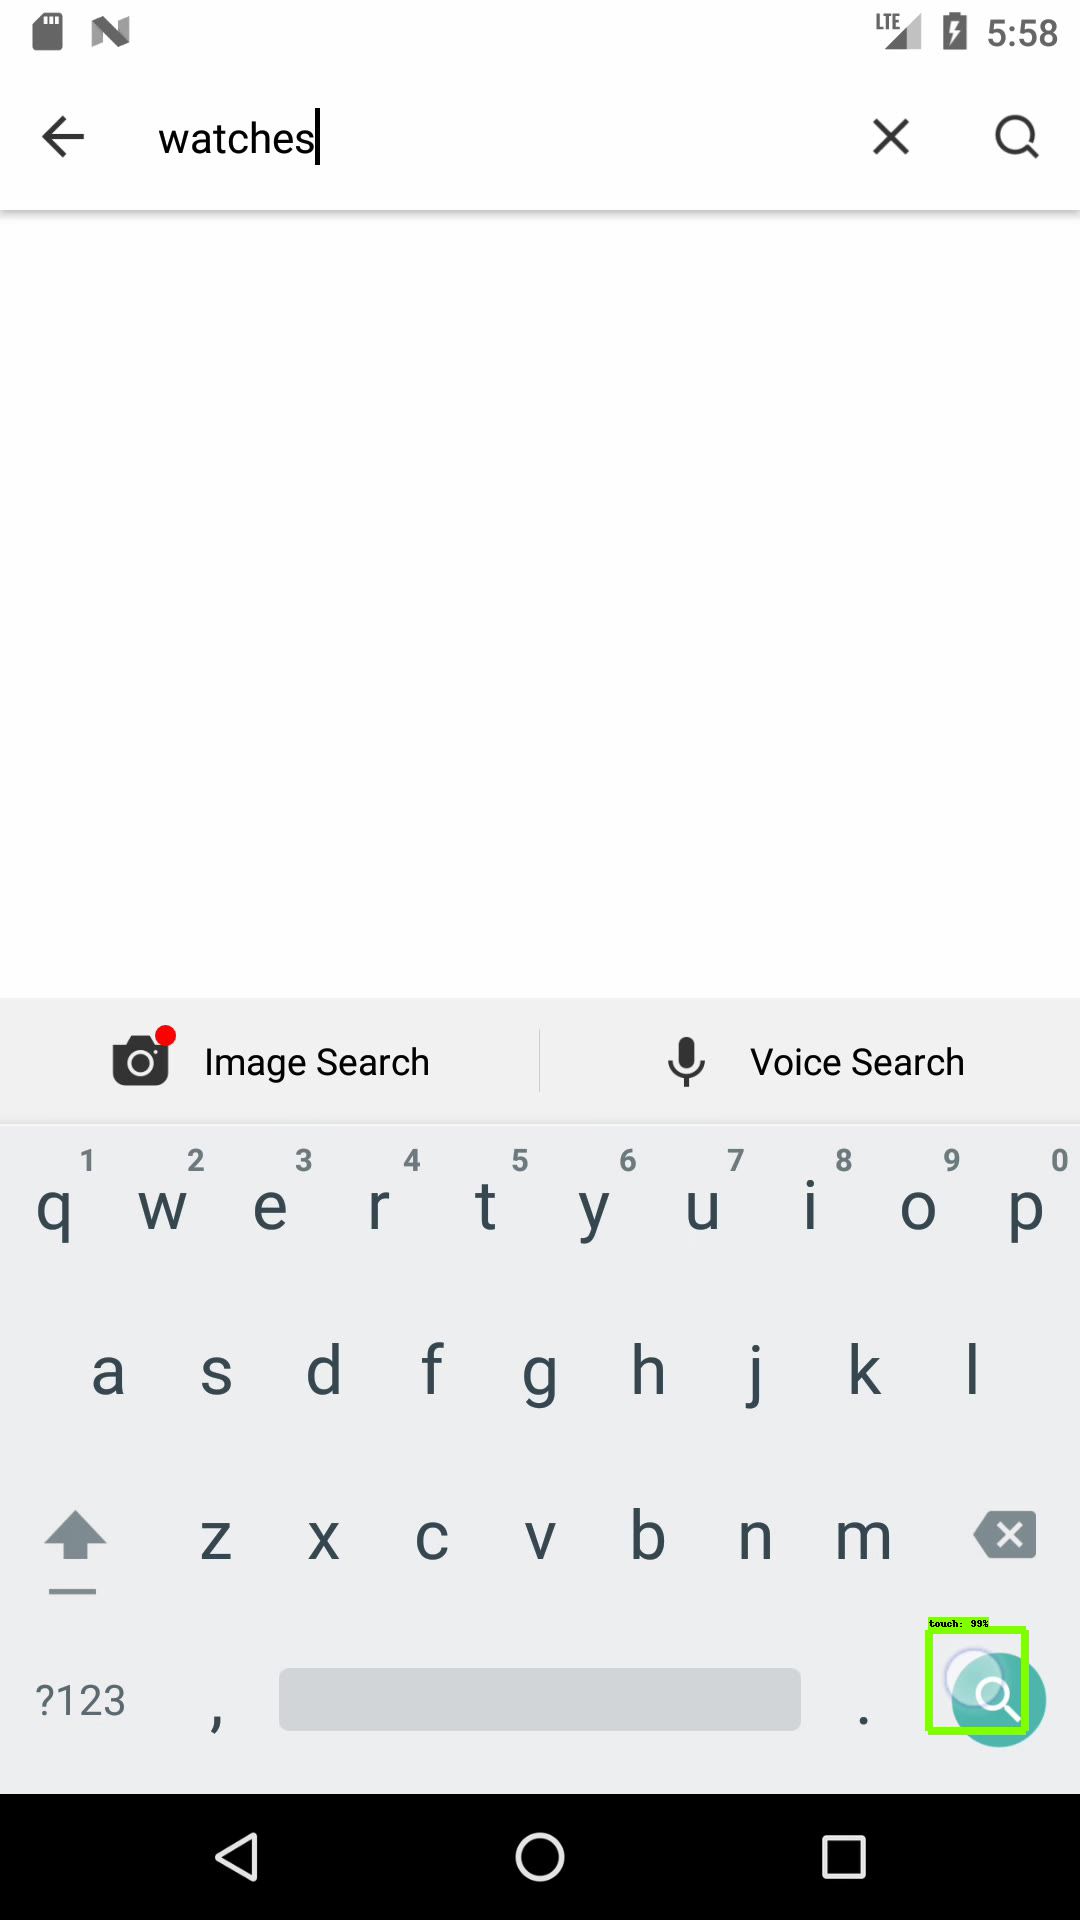 LTE 5:58
watches
Image Search Voice Search
1 2 3 4 5 6 7 8 9 0
q w e r t y u i o p
a s d f g h j k l
z x c v b n m
touch: 99%
?123 , .